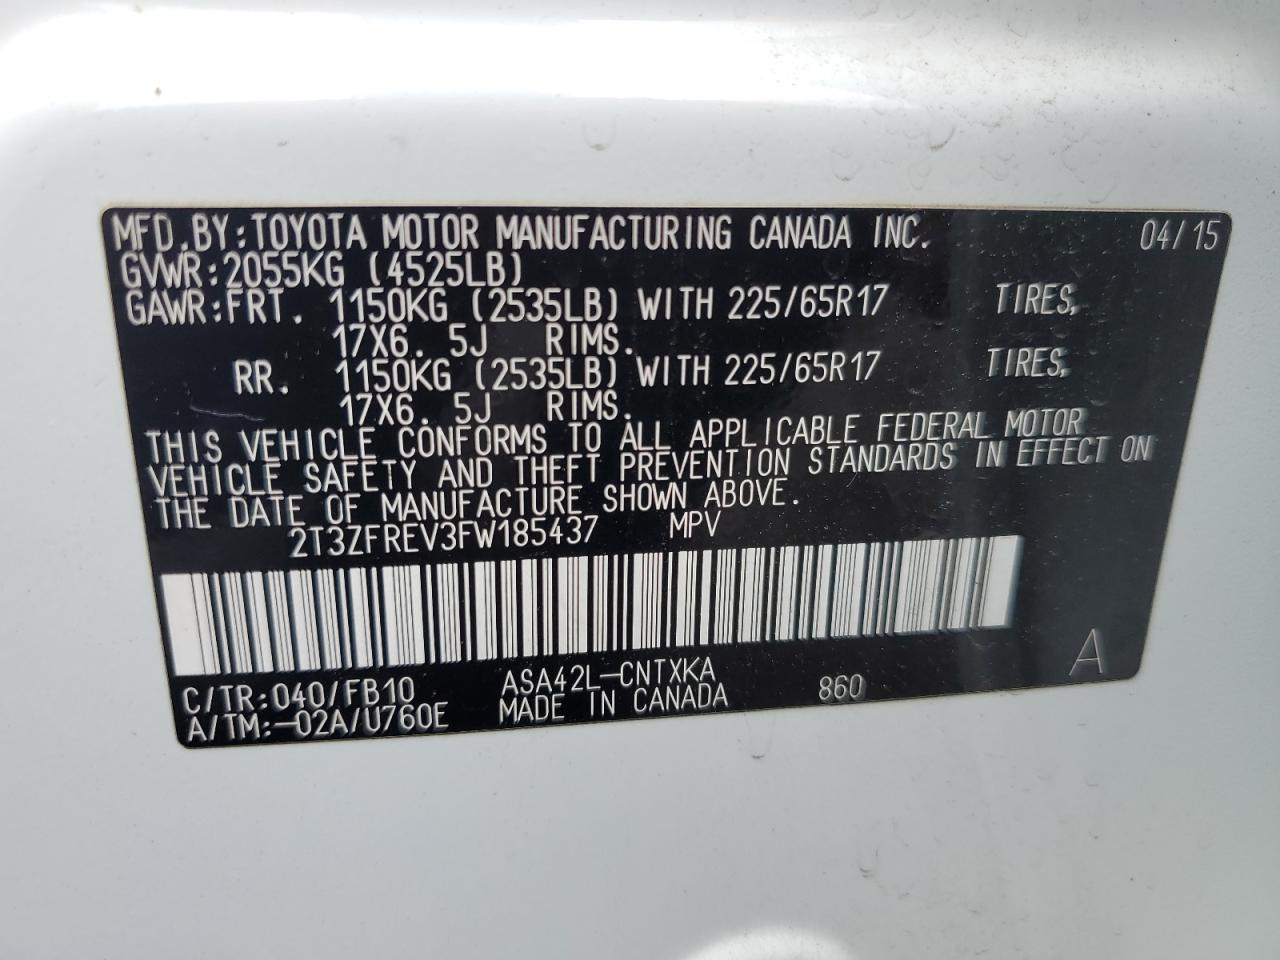 MFD.BY:TOYOTA MOTOR MANUFACTURING CANADA INC. 04/15
GVWR:2055KG (4525LB)
GAWR:FRT. 1150KG (2535LB) WITH 225/65R17 TIRES,
17X6. 5J RIMS.
RR. 1150KG (2535LB) WITH 225/65R17 TIRES,
17X6. 5J RIMS.
THIS VEHICLE CONFORMS TO ALL APPLICABLE FEDERAL MOTOR
VEHICLE SAFETY AND THEFT PREVENTION STANDARDS IN EFFECT ON
THE DATE OF MANUFACTURE SHOWN ABOVE.
2T3ZFREV3FW185437 MPV
C/TR:040/FB10 ASA42L-CNTXKA 860 A
A/TM:-02A/U760E MADE IN CANADA